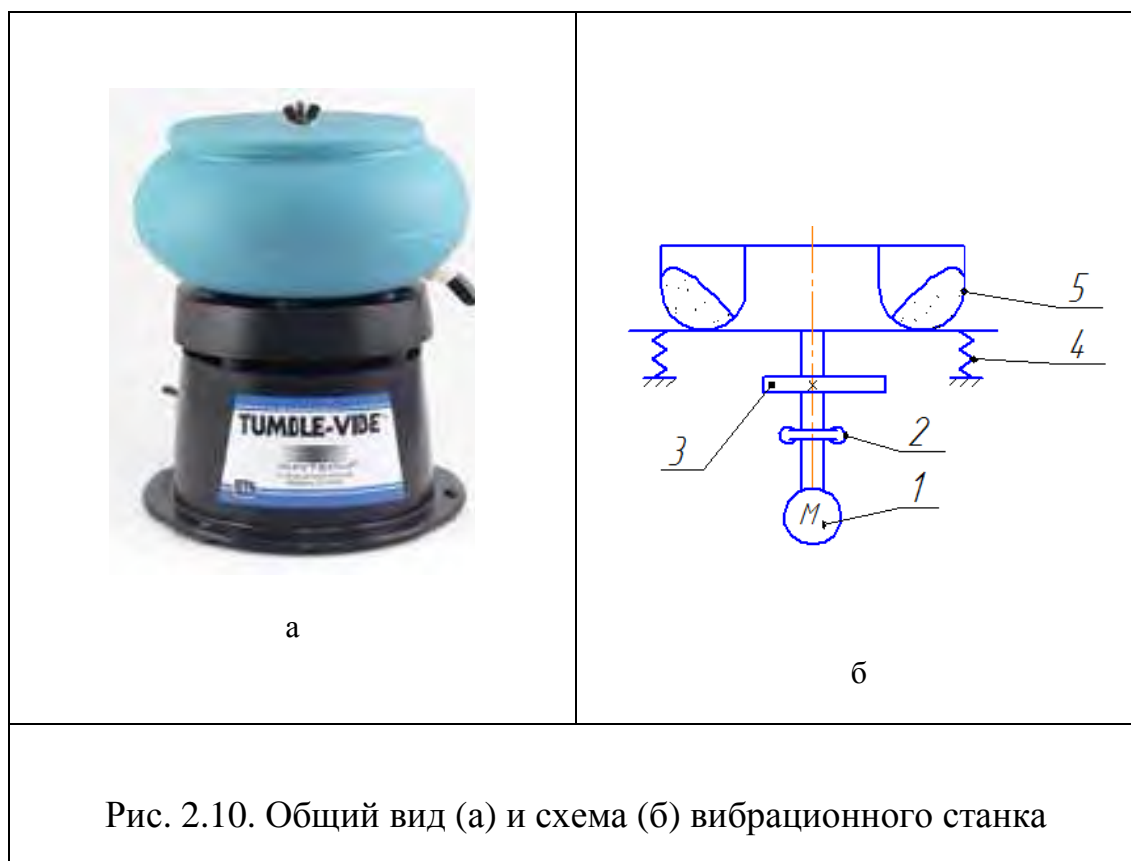 TUMBLE-VIBE
а
5
4
3
2
1
М
б
Рис. 2.10. Общий вид (а) и схема (б) вибрационного станка